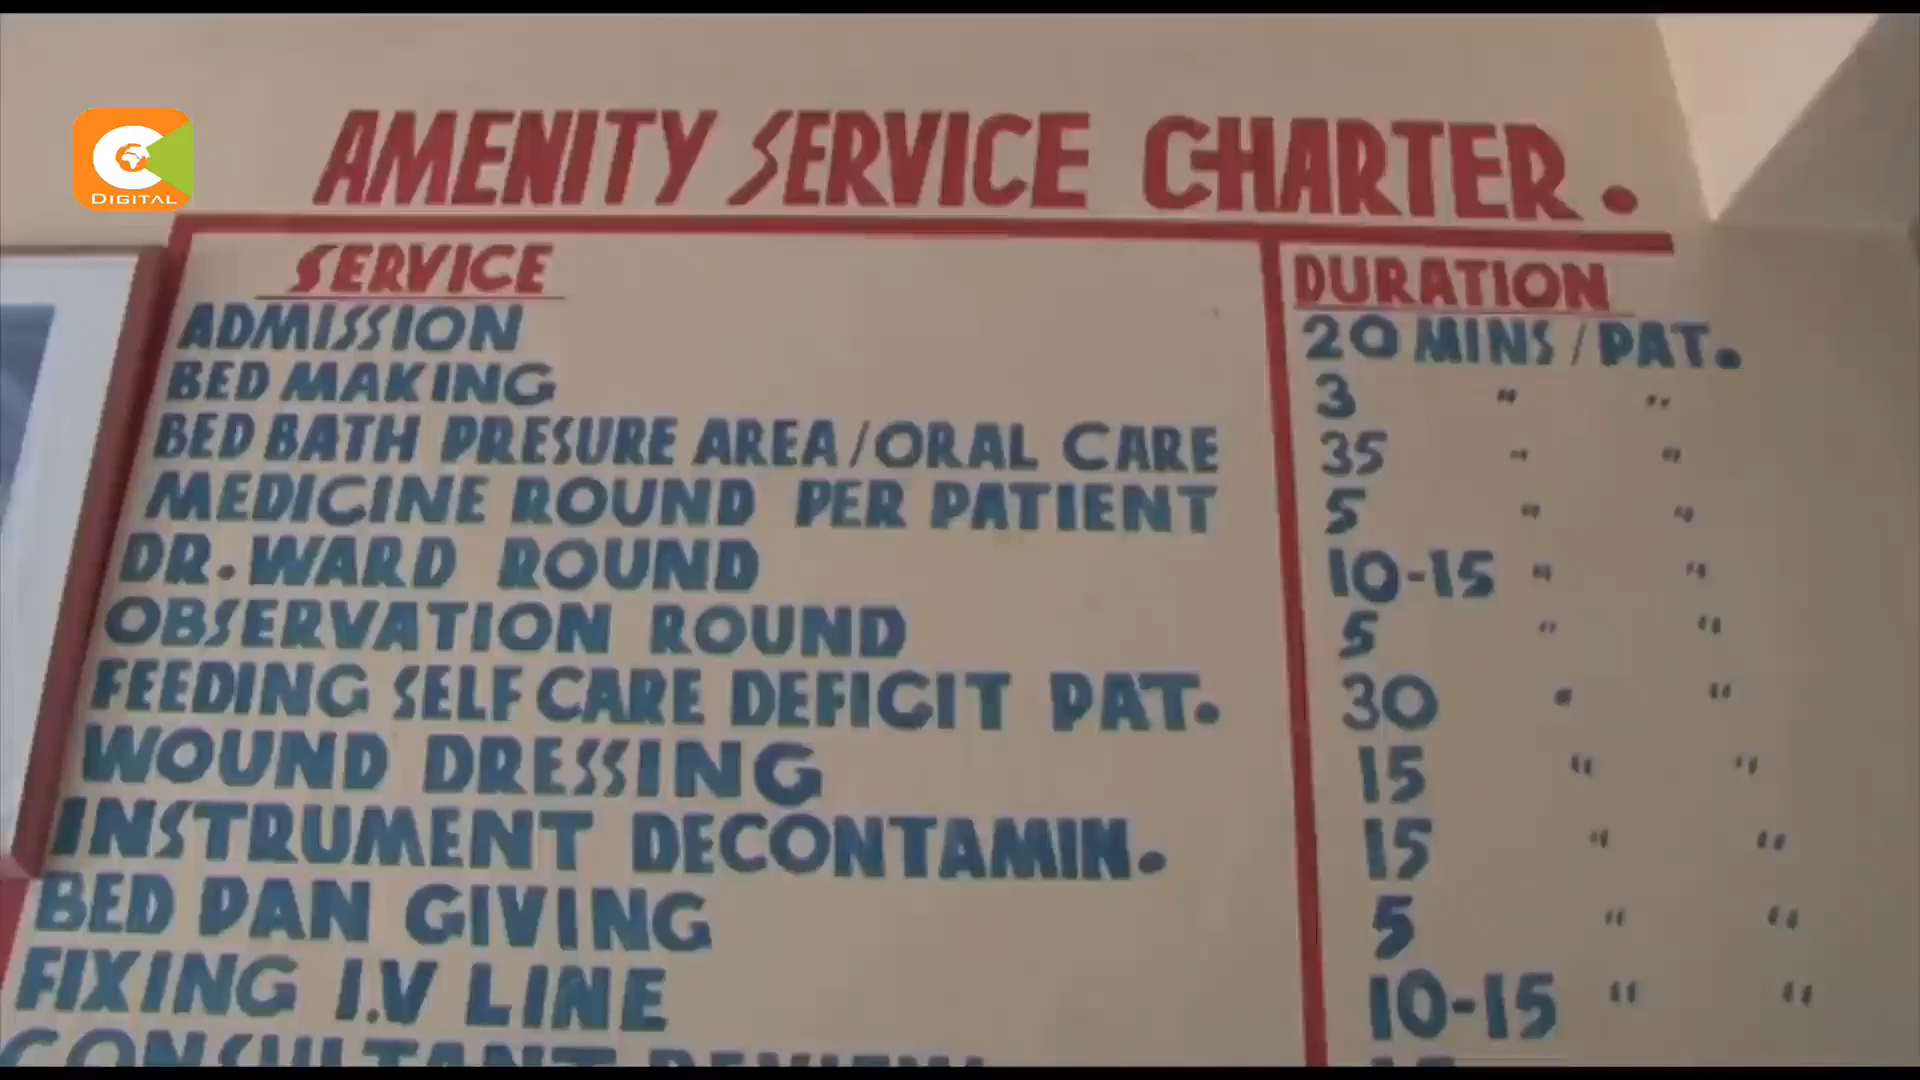 C
DIGITAL
AMENITY SERVICE CHARTER.
SERVICE DURATION
ADMISSION 20 MINS / PAT.
BED MAKING 3 " "
BED BATH PRESURE AREA/ORAL CARE 35 " "
MEDICINE ROUND PER PATIENT 5 " "
DR. WARD ROUND 10-15 " "
OBSERVATION ROUND 5 " "
FEEDING SELF CARE DEFICIT PAT. 30 " "
WOUND DRESSING 15 " "
INSTRUMENT DECONTAMIN. 15 " "
BED PAN GIVING 5 " "
FIXING I.V LINE 10-15 " "
CONSULTANT REVIEW